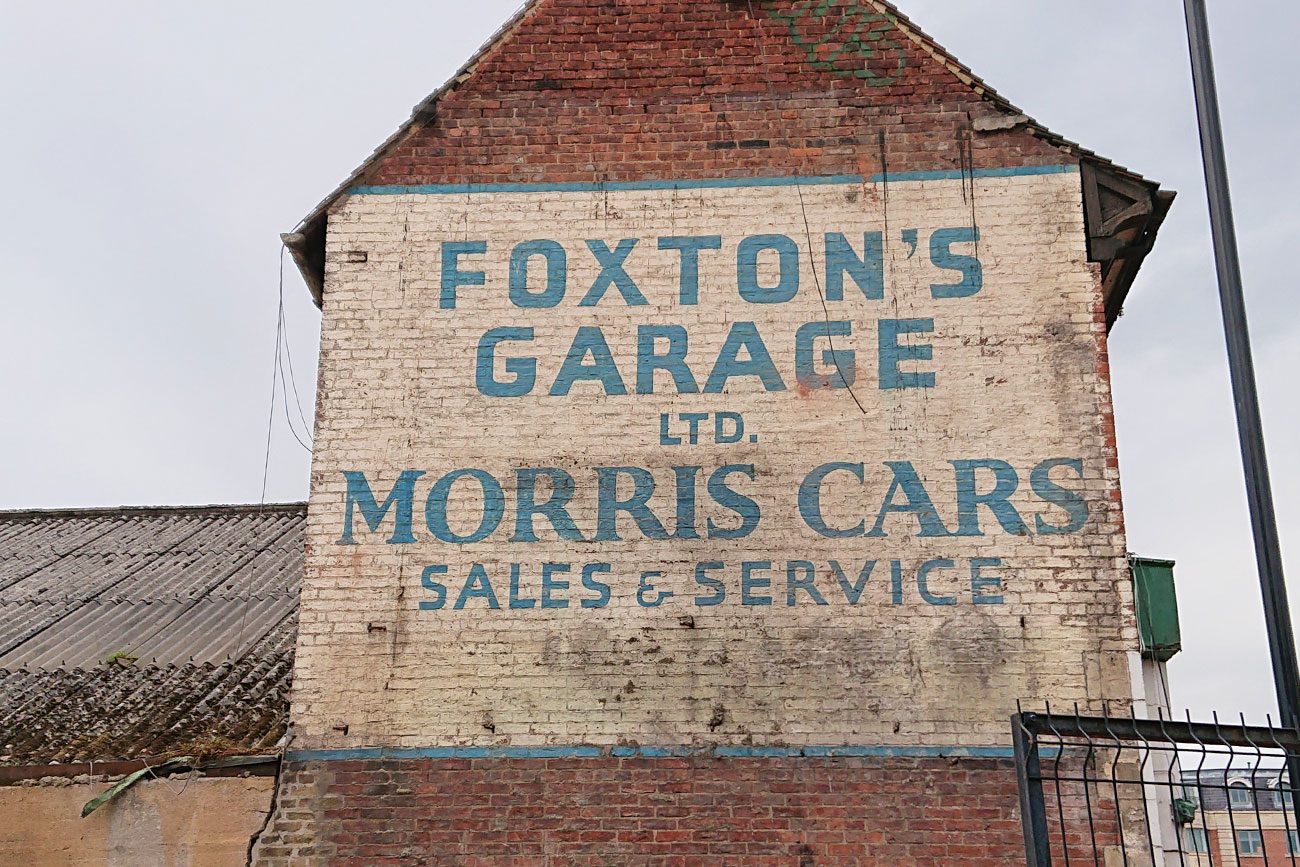 FOXTON'S
GARAGE
LTD.
MORRIS CARS
SALES & SERVICE